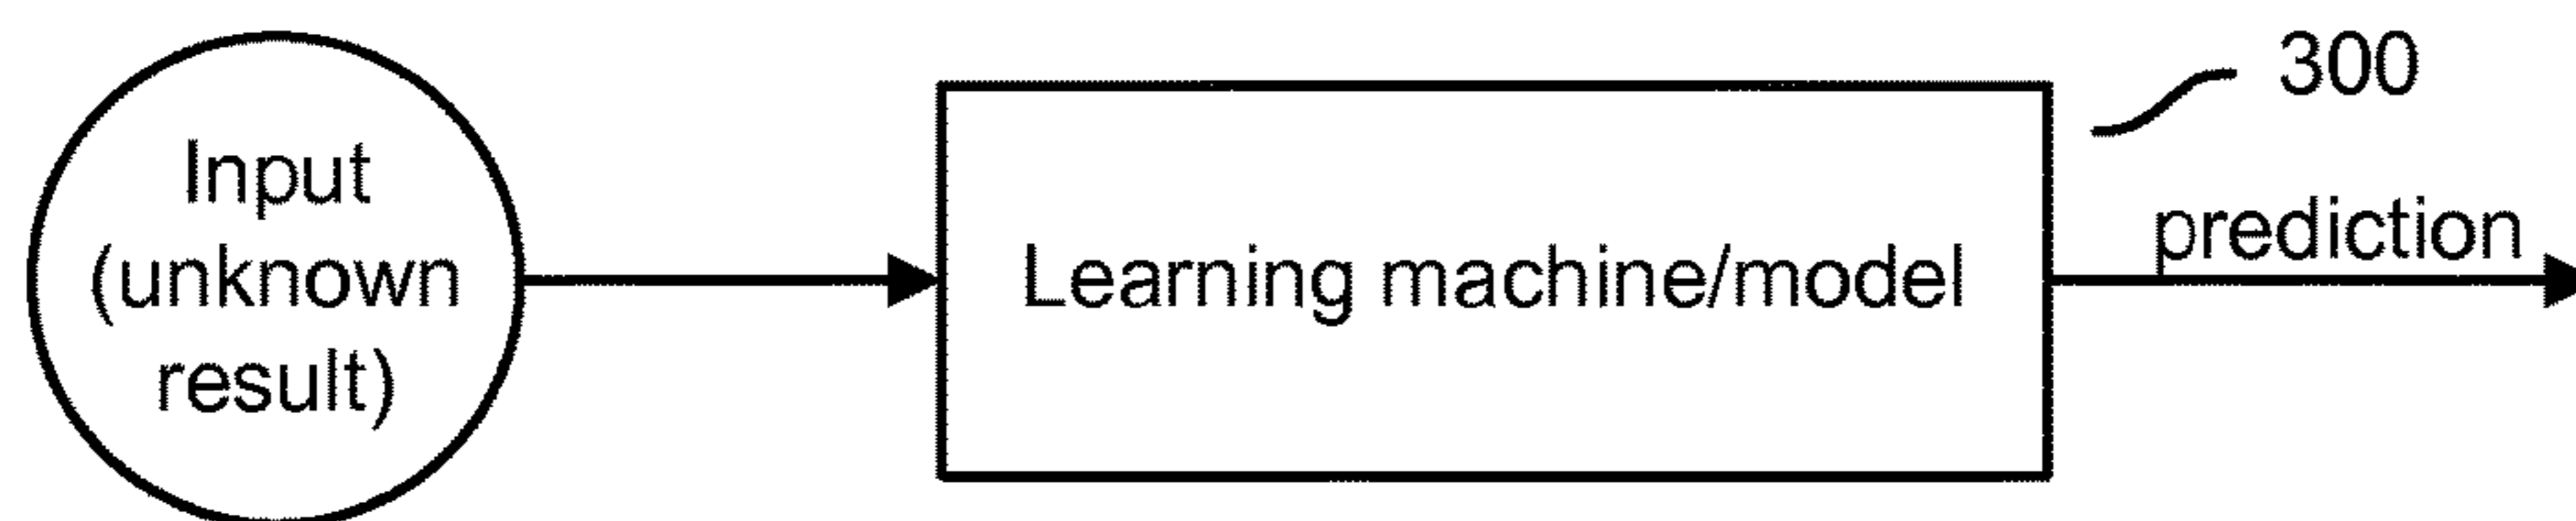 300
Input
(unknown
result)
Learning machine/model
prediction